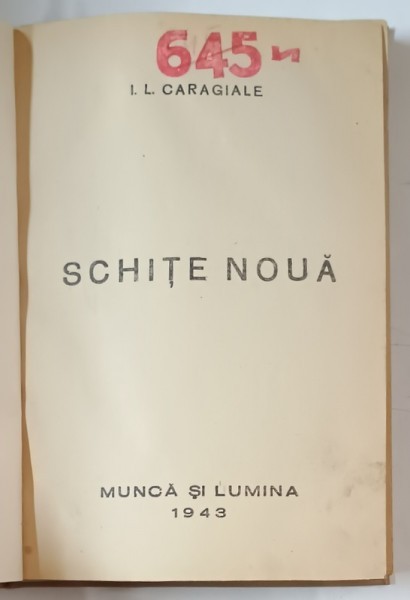 645
I. L. CARAGIALE
SCHIȚE NOUĂ
MUNCĂ ȘI LUMINA
1943